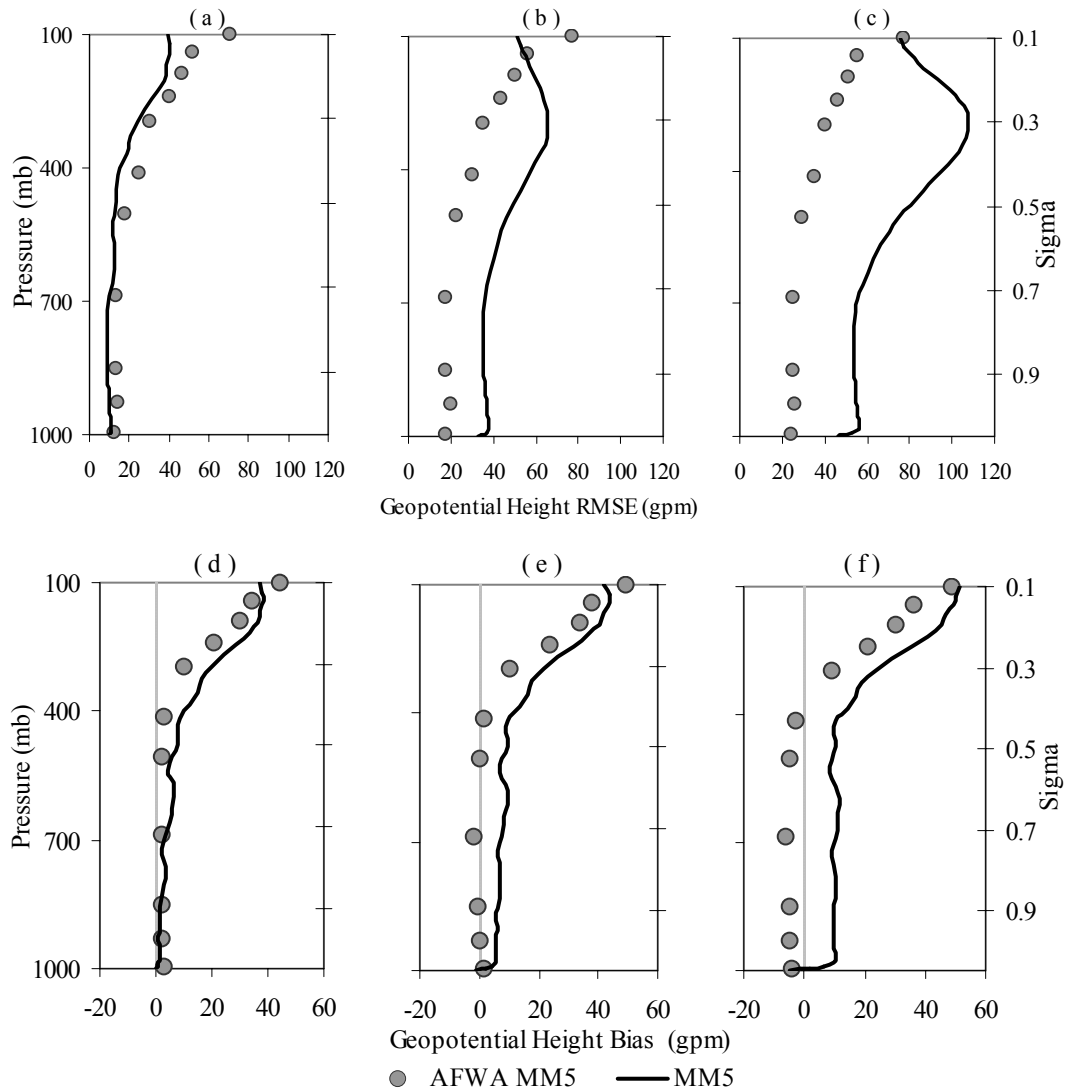 ( a )
( b )
( c )
100
400
700
1000
Pressure (mb)
0.1
0.3
0.5
0.7
0.9
Sigma
0 20 40 60 80 100 120
0 20 40 60 80 100 120
0 20 40 60 80 100 120
Geopotential Height RMSE (gpm)
( d )
( e )
( f )
100
400
700
1000
Pressure (mb)
0.1
0.3
0.5
0.7
0.9
Sigma
-20 0 20 40 60
-20 0 20 40 60
-20 0 20 40 60
Geopotential Height Bias (gpm)
AFWA MM5 MM5